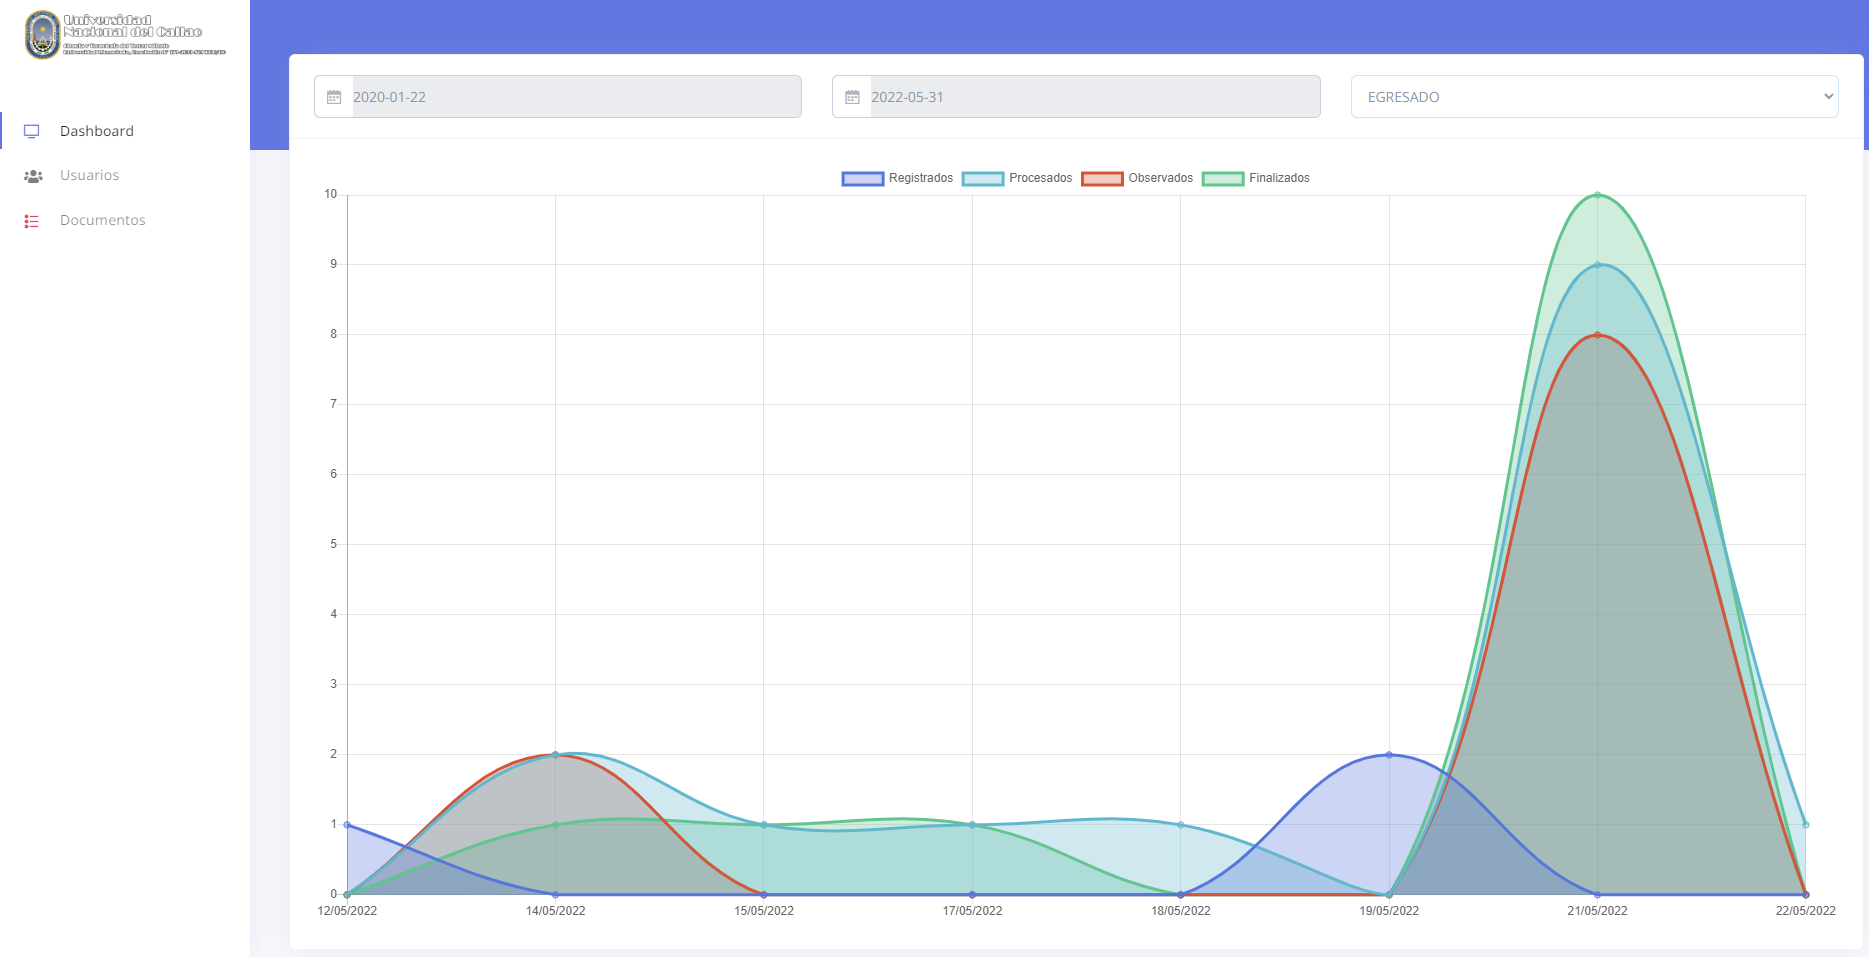 Universidad
Nacional del Callao
Dashboard
Usuarios
Documentos
2020-01-22
2022-05-31
EGRESADO
Registrados
Procesados
Observados
Finalizados
10
9
8
7
6
5
4
3
2
1
0
12/05/2022
14/05/2022
15/05/2022
17/05/2022
18/05/2022
19/05/2022
21/05/2022
22/05/2022